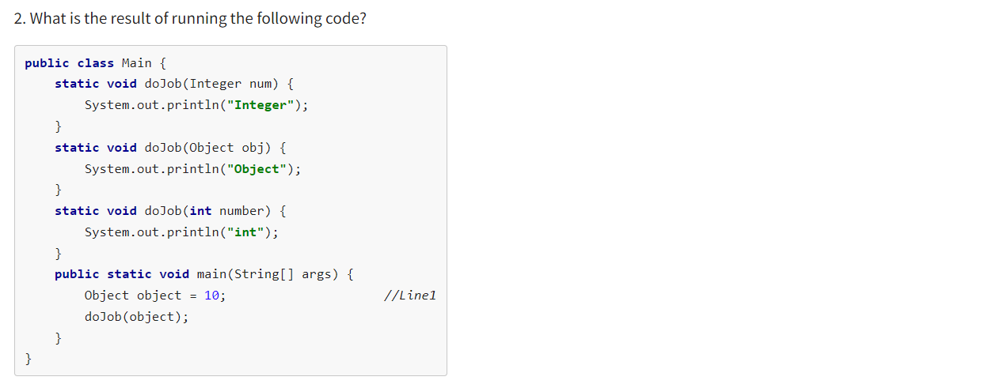 2. What is the result of running the following code?
public class Main {
    static void doJob(Integer num) {
        System.out.println("Integer");
    }
    static void doJob(Object obj) {
        System.out.println("Object");
    }
    static void doJob(int number) {
        System.out.println("int");
    }
    public static void main(String[] args) {
        Object object = 10;                     //Line1
        doJob(object);
    }
}